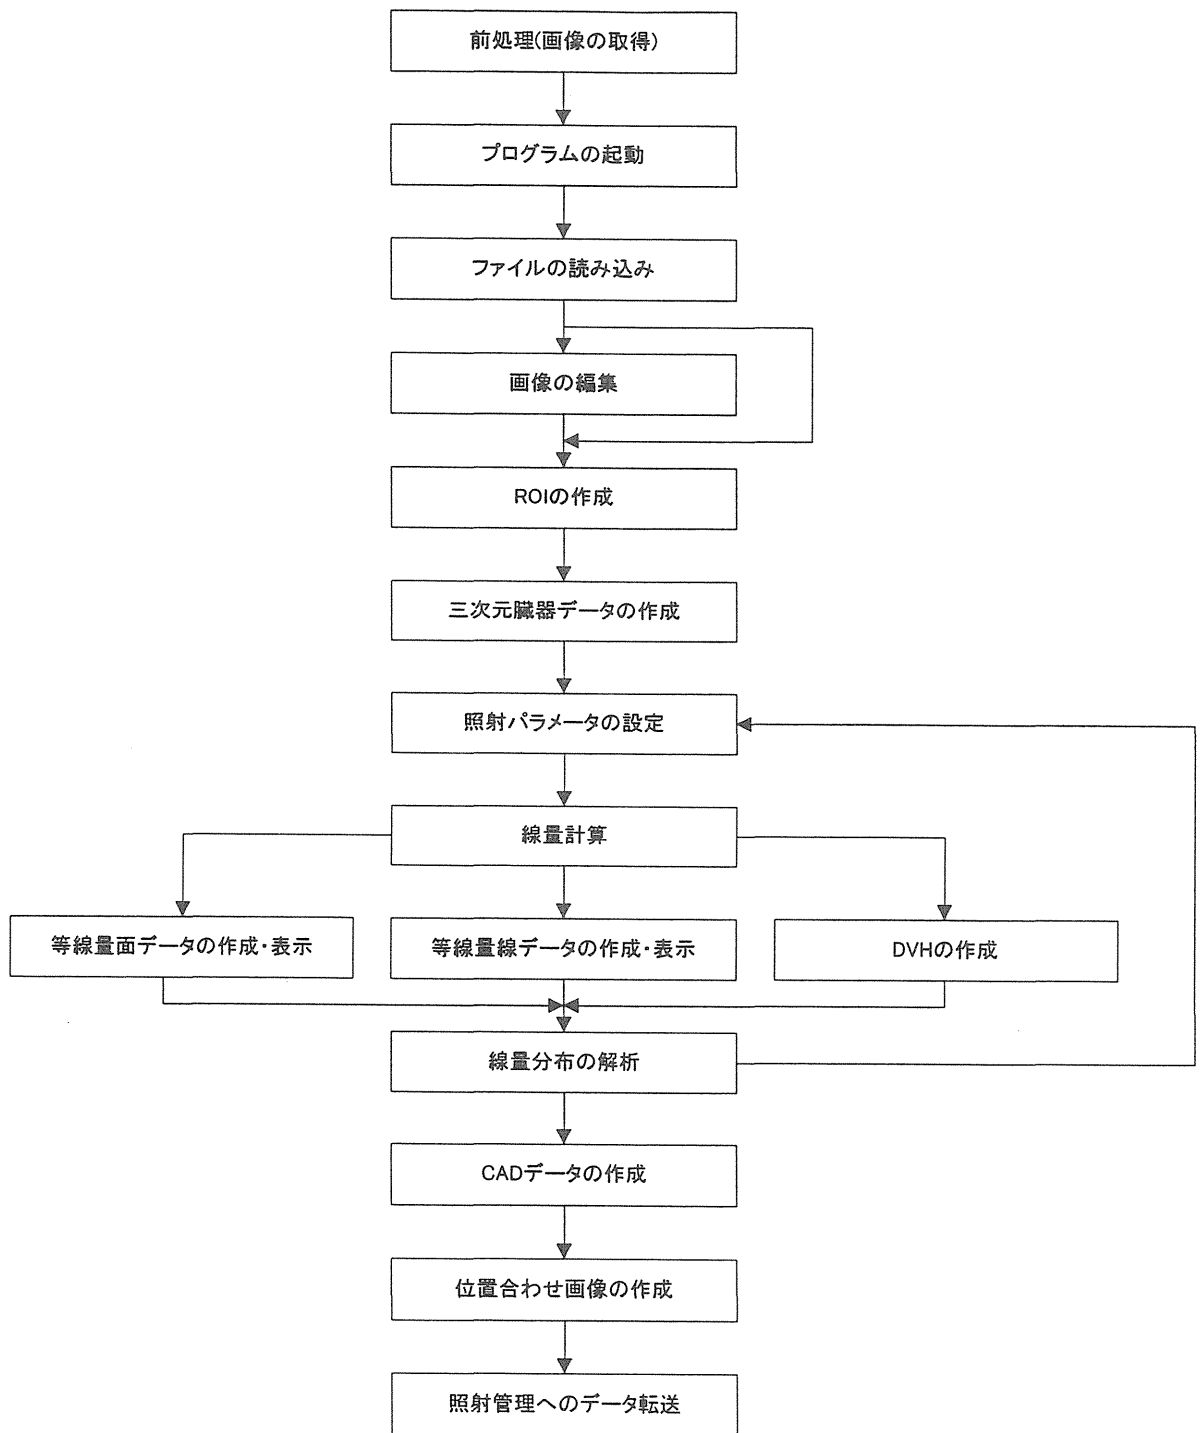 前処理(画像の取得)
プログラムの起動
ファイルの読み込み
画像の編集
ROIの作成
三次元臓器データの作成
照射パラメータの設定
線量計算
等線量面データの作成・表示
等線量線データの作成・表示
DVHの作成
線量分布の解析
CADデータの作成
位置合わせ画像の作成
照射管理へのデータ転送